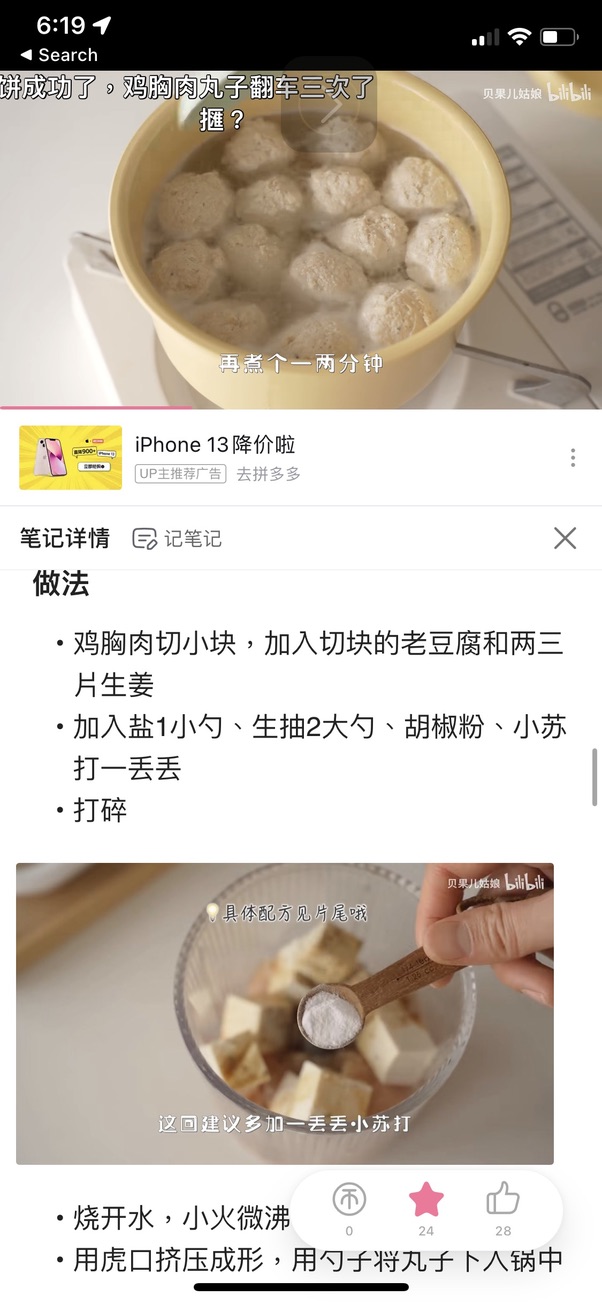 6:19
Search
饼成功了，鸡胸肉丸子翻车三次了
摧？
贝果儿姑娘 bilibili
再煮个一两分钟
iPhone 13降价啦
UP主推荐广告 去拼多多
笔记详情 记笔记
做法
• 鸡胸肉切小块，加入切块的老豆腐和两三
片生姜
• 加入盐1小勺、生抽2大勺、胡椒粉、小苏
打一丢丢
• 打碎
贝果儿姑娘 bilibili
具体配方见片尾哦
这回建议多加一丢丢小苏打
• 烧开水，小火微沸
• 用虎口挤压成形，用勺子将丸子下入锅中
0 24 28